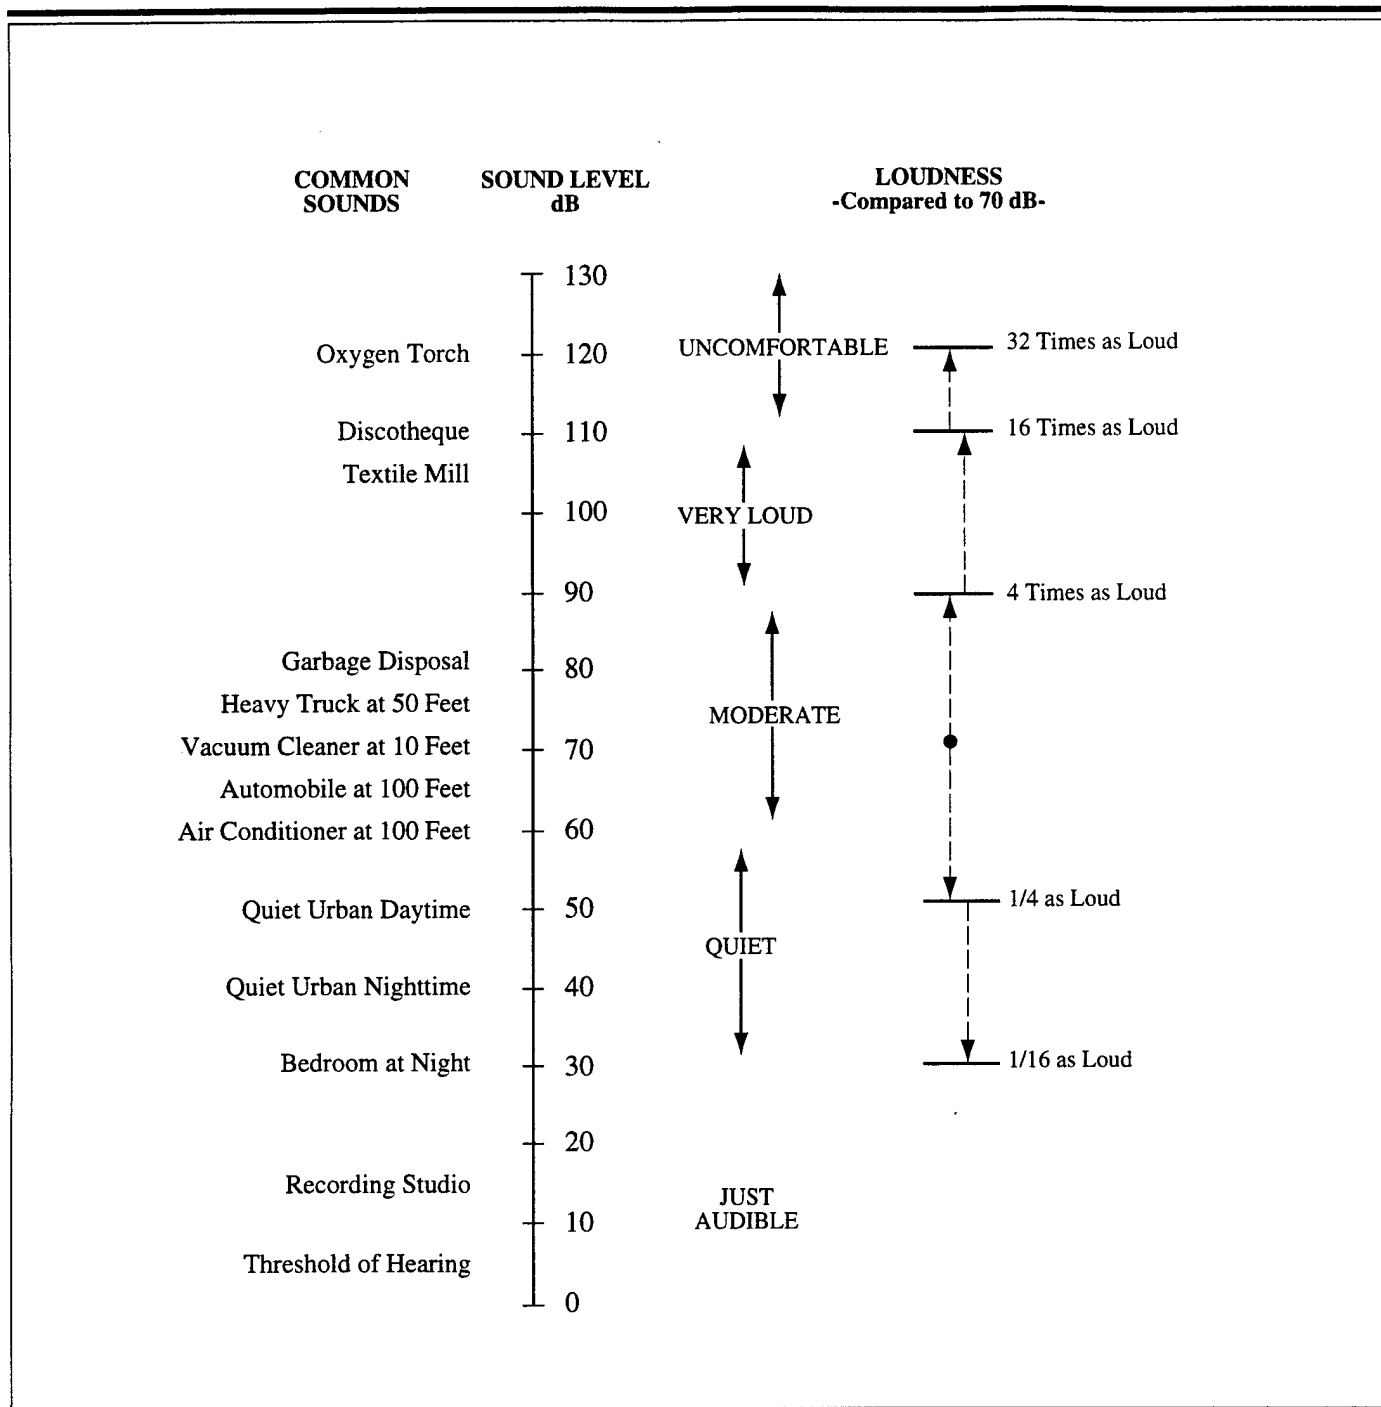 COMMON
SOUNDS
SOUND LEVEL
dB
LOUDNESS
-Compared to 70 dB-
130
UNCOMFORTABLE
32 Times as Loud
Oxygen Torch
120
Discotheque
110
16 Times as Loud
Textile Mill
100
VERY LOUD
90
4 Times as Loud
Garbage Disposal
80
Heavy Truck at 50 Feet
MODERATE
Vacuum Cleaner at 10 Feet
70
Automobile at 100 Feet
Air Conditioner at 100 Feet
60
Quiet Urban Daytime
50
1/4 as Loud
QUIET
Quiet Urban Nighttime
40
Bedroom at Night
30
1/16 as Loud
20
Recording Studio
JUST
AUDIBLE
10
Threshold of Hearing
0